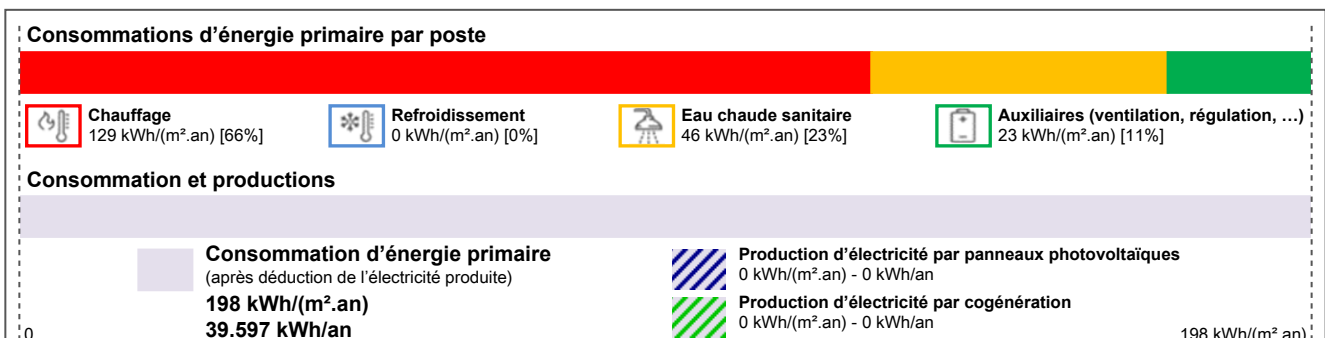 Consommations d'énergie primaire par poste
Chauffage
129 kWh/(m².an) [66%]
Refroidissement
0 kWh/(m².an) [0%]
Eau chaude sanitaire
46 kWh/(m².an) [23%]
Auxiliaires (ventilation, régulation, …)
23 kWh/(m².an) [11%]
Consommation et productions
Consommation d'énergie primaire
(après déduction de l'électricité produite)
198 kWh/(m².an)
39.597 kWh/an
Production d'électricité par panneaux photovoltaïques
0 kWh/(m².an) - 0 kWh/an
Production d'électricité par cogénération
0 kWh/(m².an) - 0 kWh/an
0
198 kWh/(m².an)